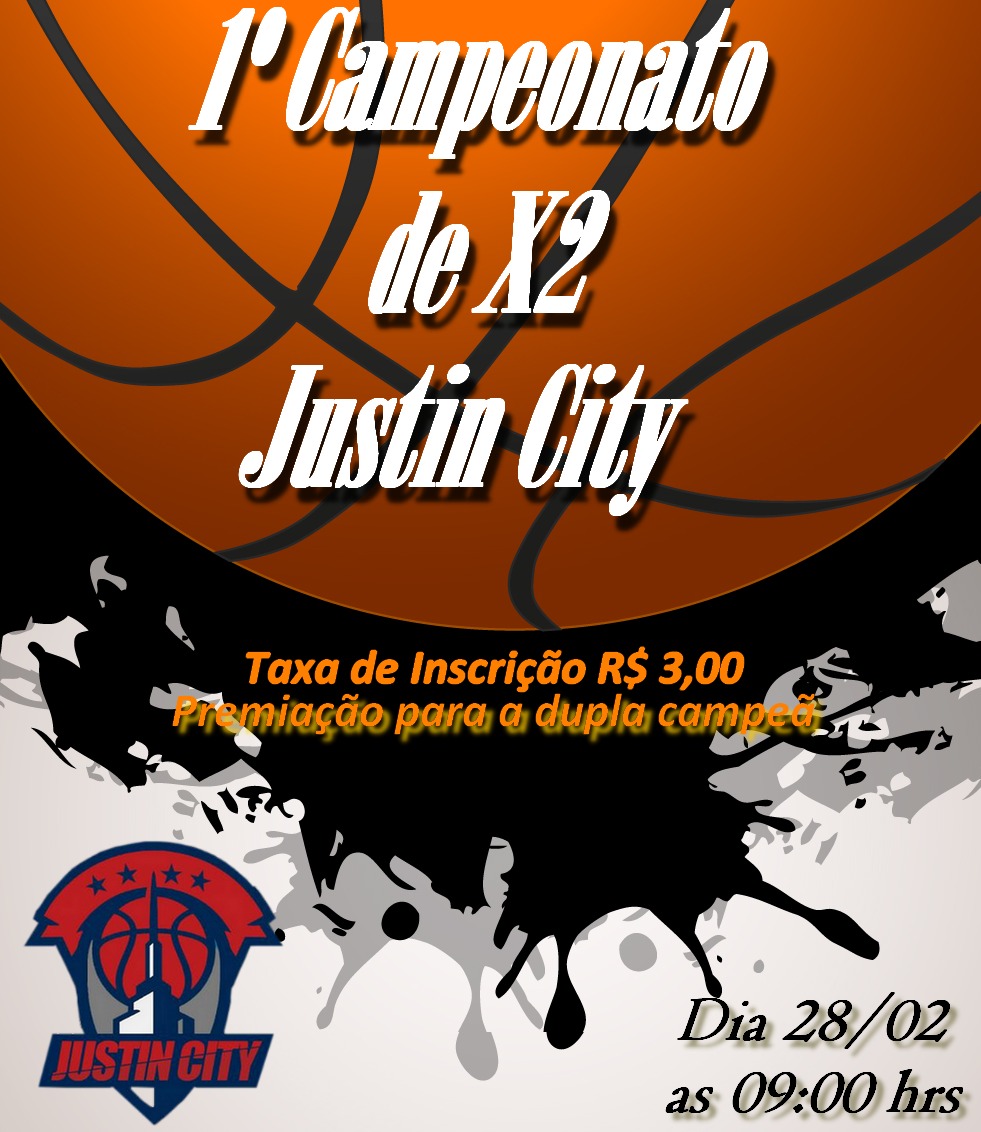 1º Campeonato
de X2
Justin City
Taxa de Inscrição R$ 3,00
Premiação para a dupla campeã
JUSTIN CITY
Dia 28/02
as 09:00 hrs